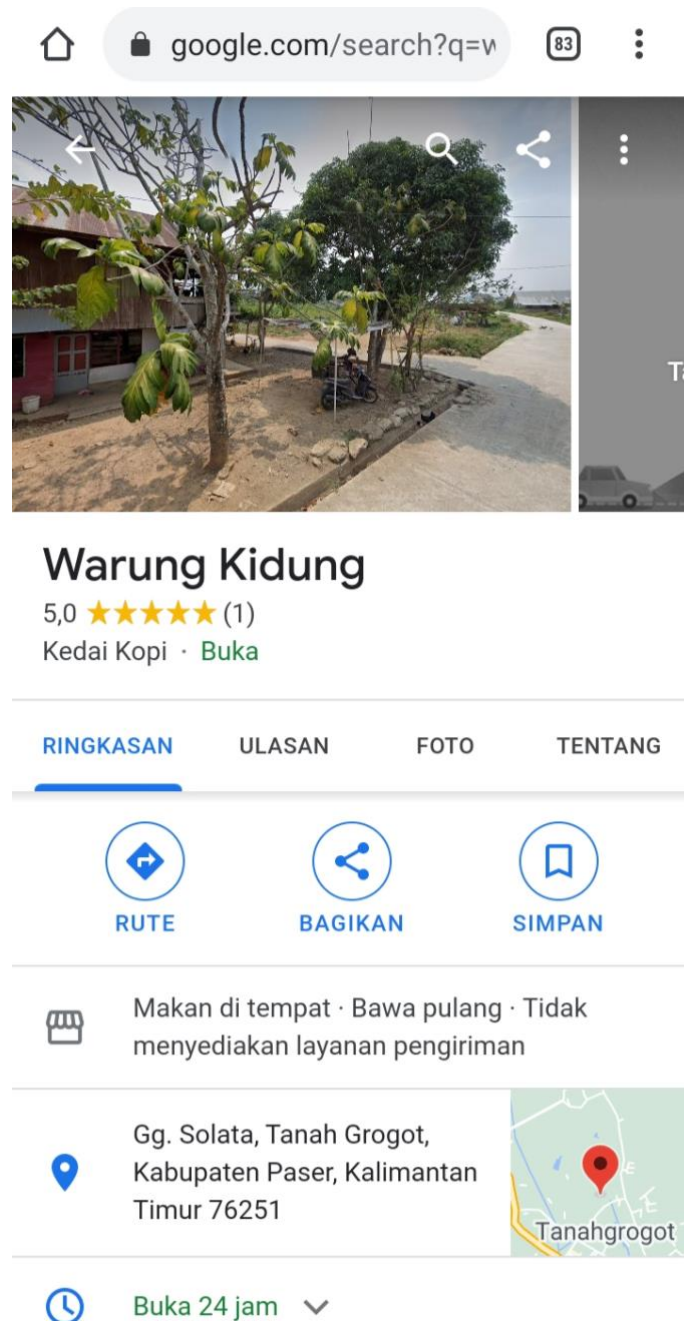 google.com/search?q=w
83
Warung Kidung
5,0 ★★★★★ (1)
Kedai Kopi · Buka
RINGKASAN ULASAN FOTO TENTANG
RUTE BAGIKAN SIMPAN
Makan di tempat · Bawa pulang · Tidak
menyediakan layanan pengiriman
Gg. Solata, Tanah Grogot,
Kabupaten Paser, Kalimantan
Timur 76251
Tanahgrogot
Buka 24 jam